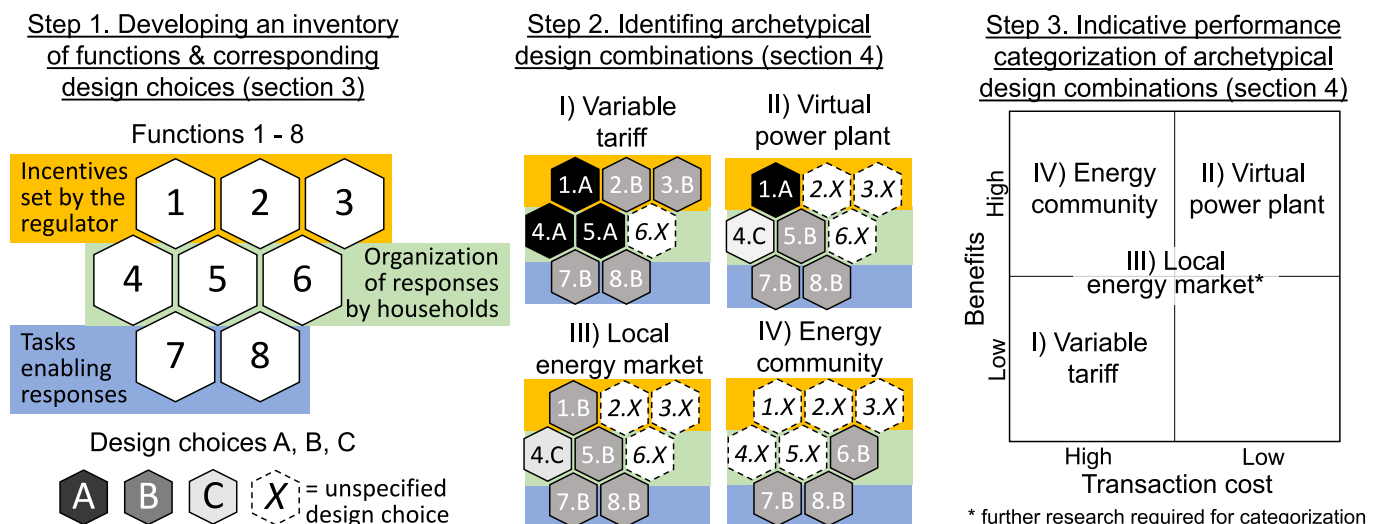 Step 1. Developing an inventory
of functions & corresponding
design choices (section 3)
Functions 1 - 8
Incentives
set by the
regulator
1 2 3
4 5 6
Organization
of responses
by households
Tasks
enabling
responses
7 8
Design choices A, B, C
A B C X = unspecified
design choice
Step 2. Identifing archetypical
design combinations (section 4)
I) Variable
tariff
1.A 2.B 3.B
4.A 5.A 6.X
7.B 8.B
II) Virtual
power plant
1.A 2.X 3.X
4.C 5.B 6.X
7.B 8.B
III) Local
energy market
1.B 2.X 3.X
4.C 5.B 6.X
7.B 8.B
IV) Energy
community
1.X 2.X 3.X
4.X 5.X 6.B
7.B 8.B
Step 3. Indicative performance
categorization of archetypical
design combinations (section 4)
Benefits
High
Low
IV) Energy
community
II) Virtual
power plant
III) Local
energy market*
I) Variable
tariff
High Low
Transaction cost
* further research required for categorization